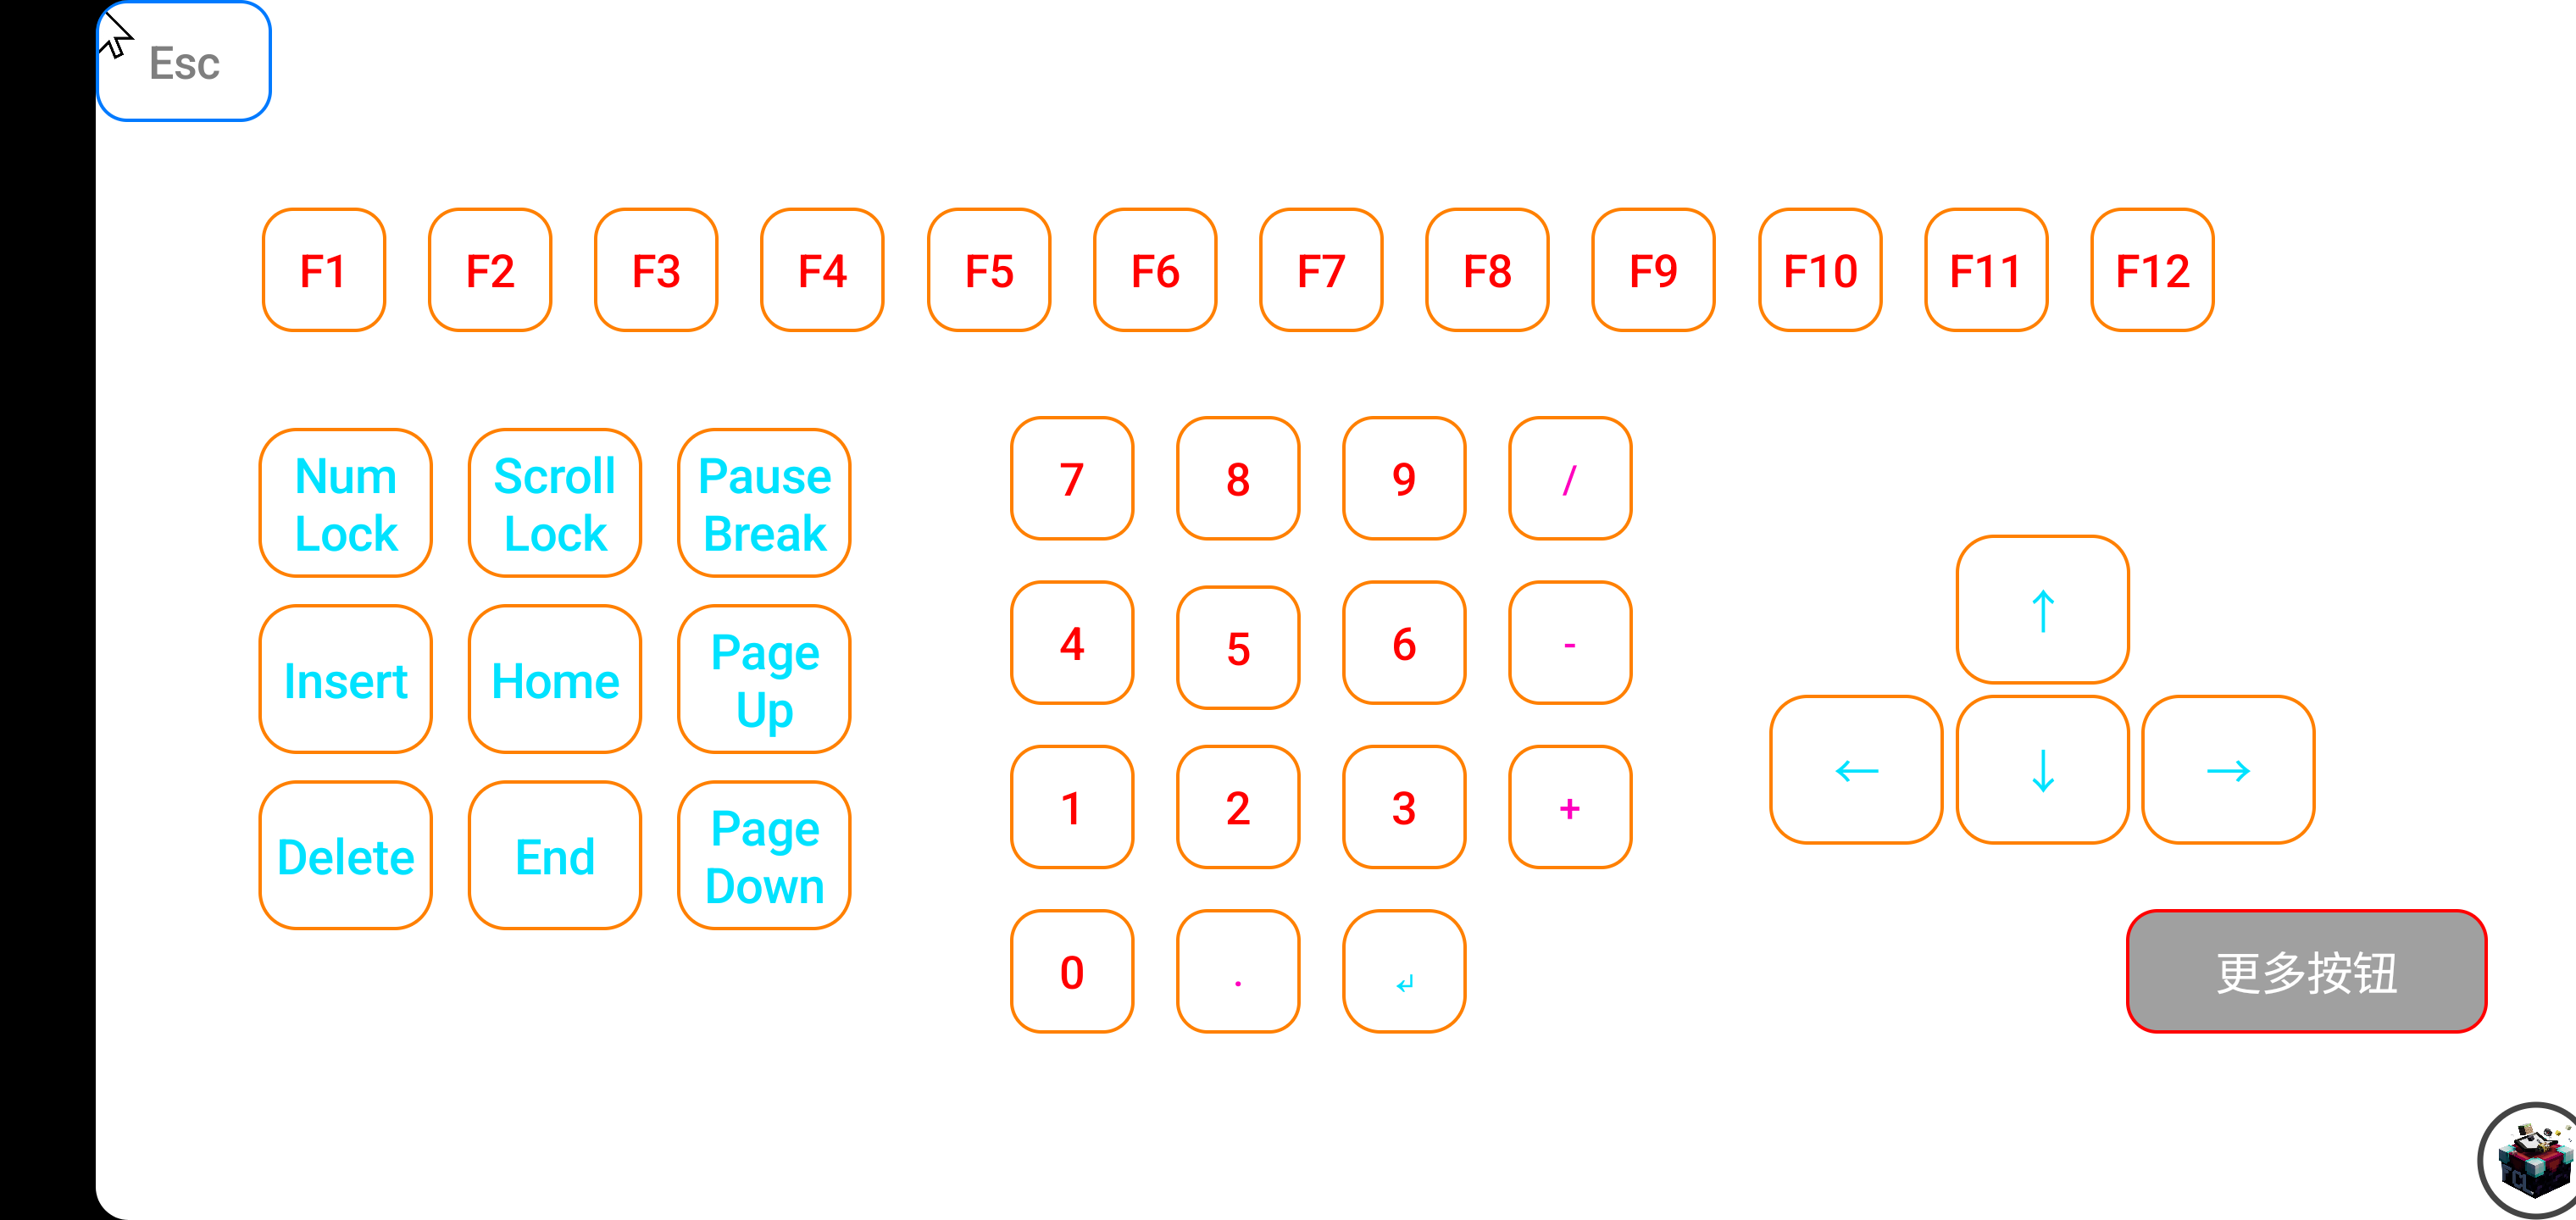 Esc
F1 F2 F3 F4 F5 F6 F7 F8 F9 F10 F11 F12
Num Lock
Scroll Lock
Pause Break
Insert
Home
Page Up
Delete
End
Page Down
7 8 9 /
4 5 6 -
1 2 3 +
0 . ↵
↑
← ↓ →
更多按钮
FCL